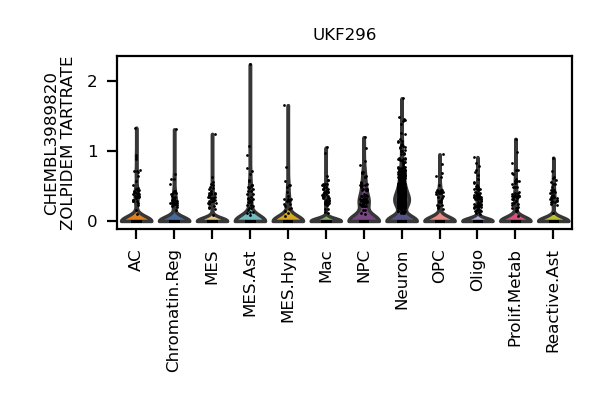 UKF296
CHEMBL3989820
ZOLPIDEM TARTRATE
2
1
0
AC
Chromatin.Reg
MES
MES.Ast
MES.Hyp
Mac
NPC
Neuron
OPC
Oligo
Prolif.Metab
Reactive.Ast